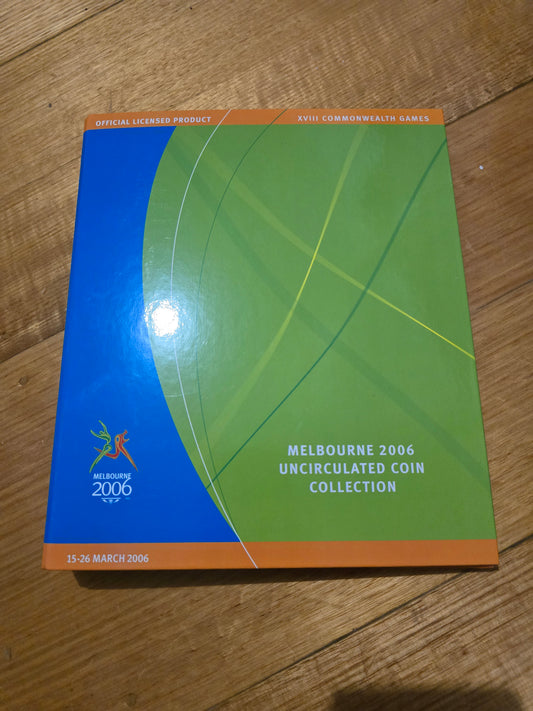 OFFICIAL LICENSED PRODUCT
XVIII COMMONWEALTH GAMES
MELBOURNE 2006
UNCIRCULATED COIN
COLLECTION
MELBOURNE
2006
15-26 MARCH 2006